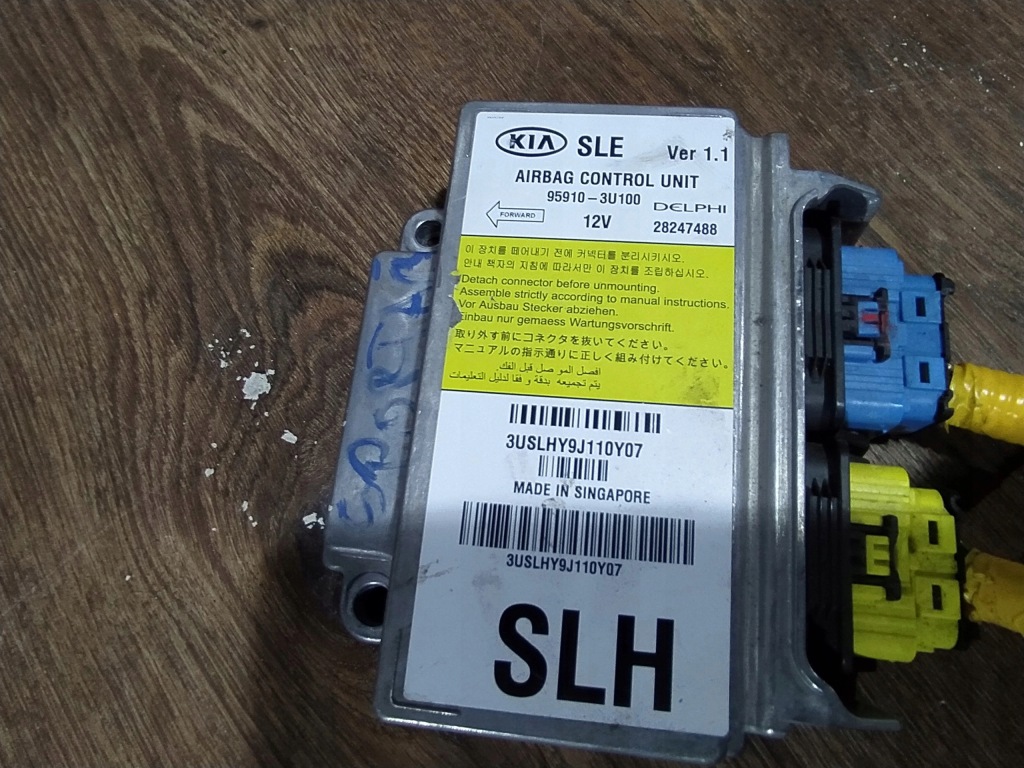 KIA SLE Ver 1.1
AIRBAG CONTROL UNIT
95910-3U100 DELPHI
FORWARD 12V 28247488
이 장치를 떼어내기 전에 커넥터를 분리시키시오.
안내 책자의 지침에 따라서만 이 장치를 조립하십시오.
Detach connector before unmounting.
Assemble strictly according to manual instructions.
Vor Ausbau Stecker abziehen.
Einbau nur gemaess Wartungsvorschrift.
取り外す前にコネクタを抜いてください。
マニュアルの指示通りに正しく組み付けてください。
افصل الموصل قبل الفك
يتم تجميعه بدقة و فقا لدليل التعليمات
3USLHY9J110Y07
MADE IN SINGAPORE
3USLHY9J110Y07
SLH